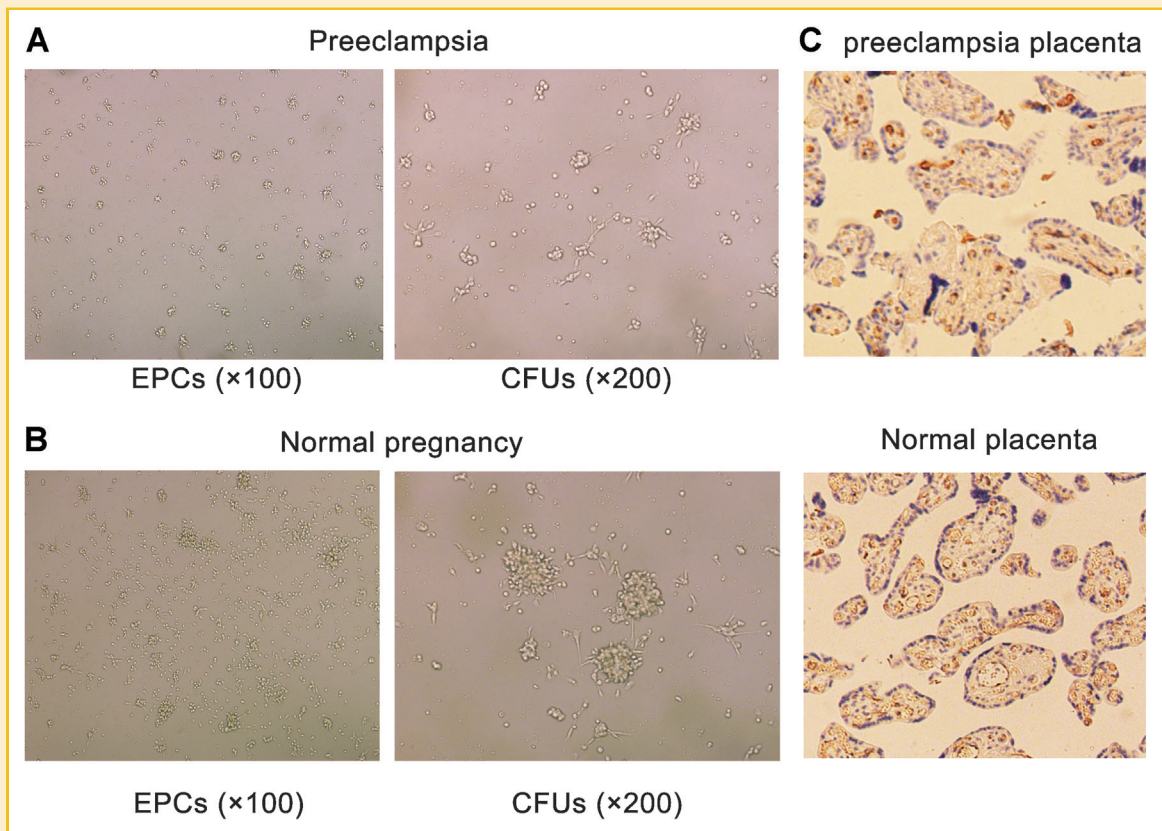 A
Preeclampsia
EPCs (×100)
CFUs (×200)
B
Normal pregnancy
EPCs (×100)
CFUs (×200)
C
preeclampsia placenta
Normal placenta